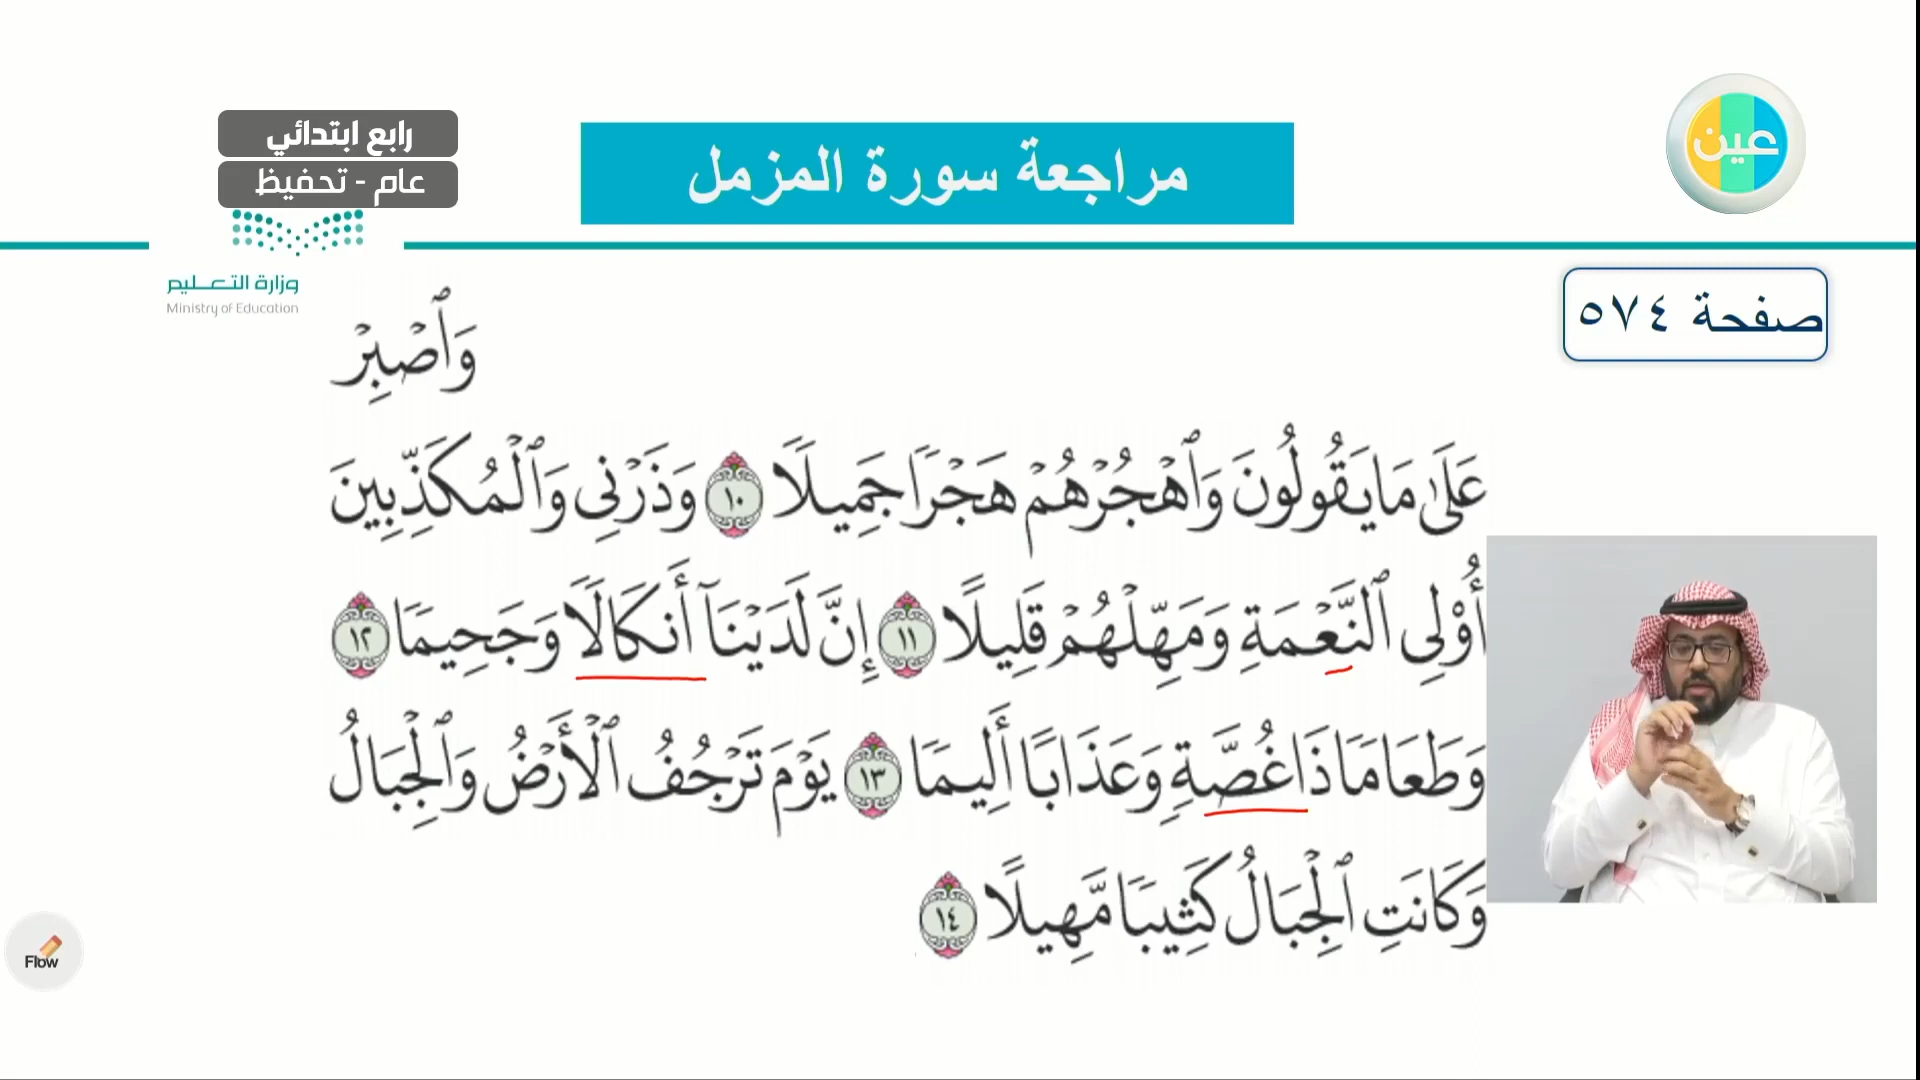 عين
مراجعة سورة المزمل
رابع ابتدائي
عام - تحفيظ
وزارة التعـــليم
Ministry of Education
صفحة ٥٧٤
وَٱصۡبِرۡ
عَلَىٰ مَا يَقُولُونَ وَٱهۡجُرۡهُمۡ هَجۡرٗا جَمِيلٗا ١٠ وَذَرۡنِي وَٱلۡمُكَذِّبِينَ
أُوْلِي ٱلنَّعۡمَةِ وَمَهِّلۡهُمۡ قَلِيلًا ١١ إِنَّ لَدَيۡنَآ أَنكَالٗا وَجَحِيمٗا ١٢
وَطَعَامٗا ذَا غُصَّةٖ وَعَذَابًا أَلِيمٗا ١٣ يَوۡمَ تَرۡجُفُ ٱلۡأَرۡضُ وَٱلۡجِبَالُ
وَكَانَتِ ٱلۡجِبَالُ كَثِيبٗا مَّهِيلًا ١٤
Flow